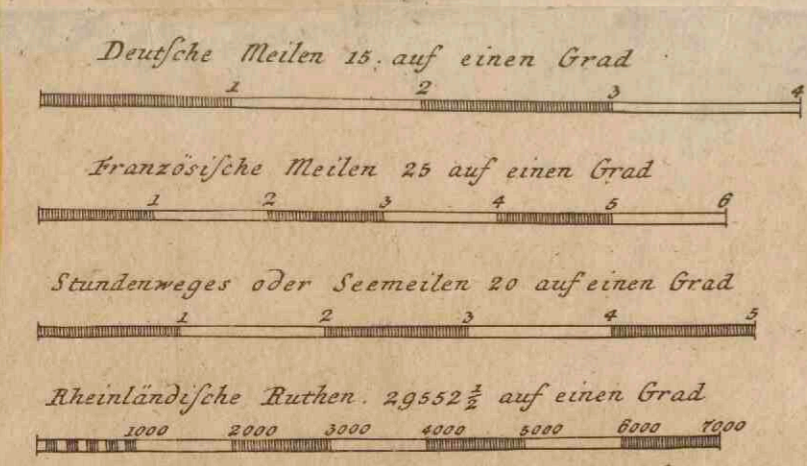 Deutſche Meilen 15. auf einen Grad
1 2 3 4
Französiſche Meilen 25 auf einen Grad
1 2 3 4 5 6
Stundenweges oder Seemeilen 20 auf einen Grad
1 2 3 4 5
Rheinländiſche Ruthen. 29552 1/2 auf einen Grad
1000 2000 3000 4000 5000 6000 7000